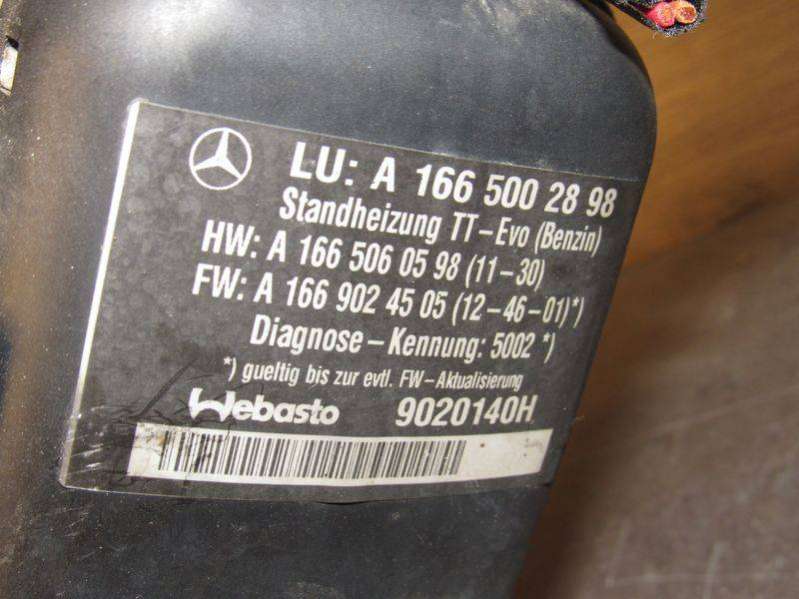 LU: A 166 500 28 98
Standheizung TT-Evo (Benzin)
HW: A 166 506 05 98 (11-30)
FW: A 166 902 45 05 (12-46-01)*)
Diagnose-Kennung: 5002 *)
*) gueltig bis zur evtl. FW-Aktualisierung
Webasto 9020140H